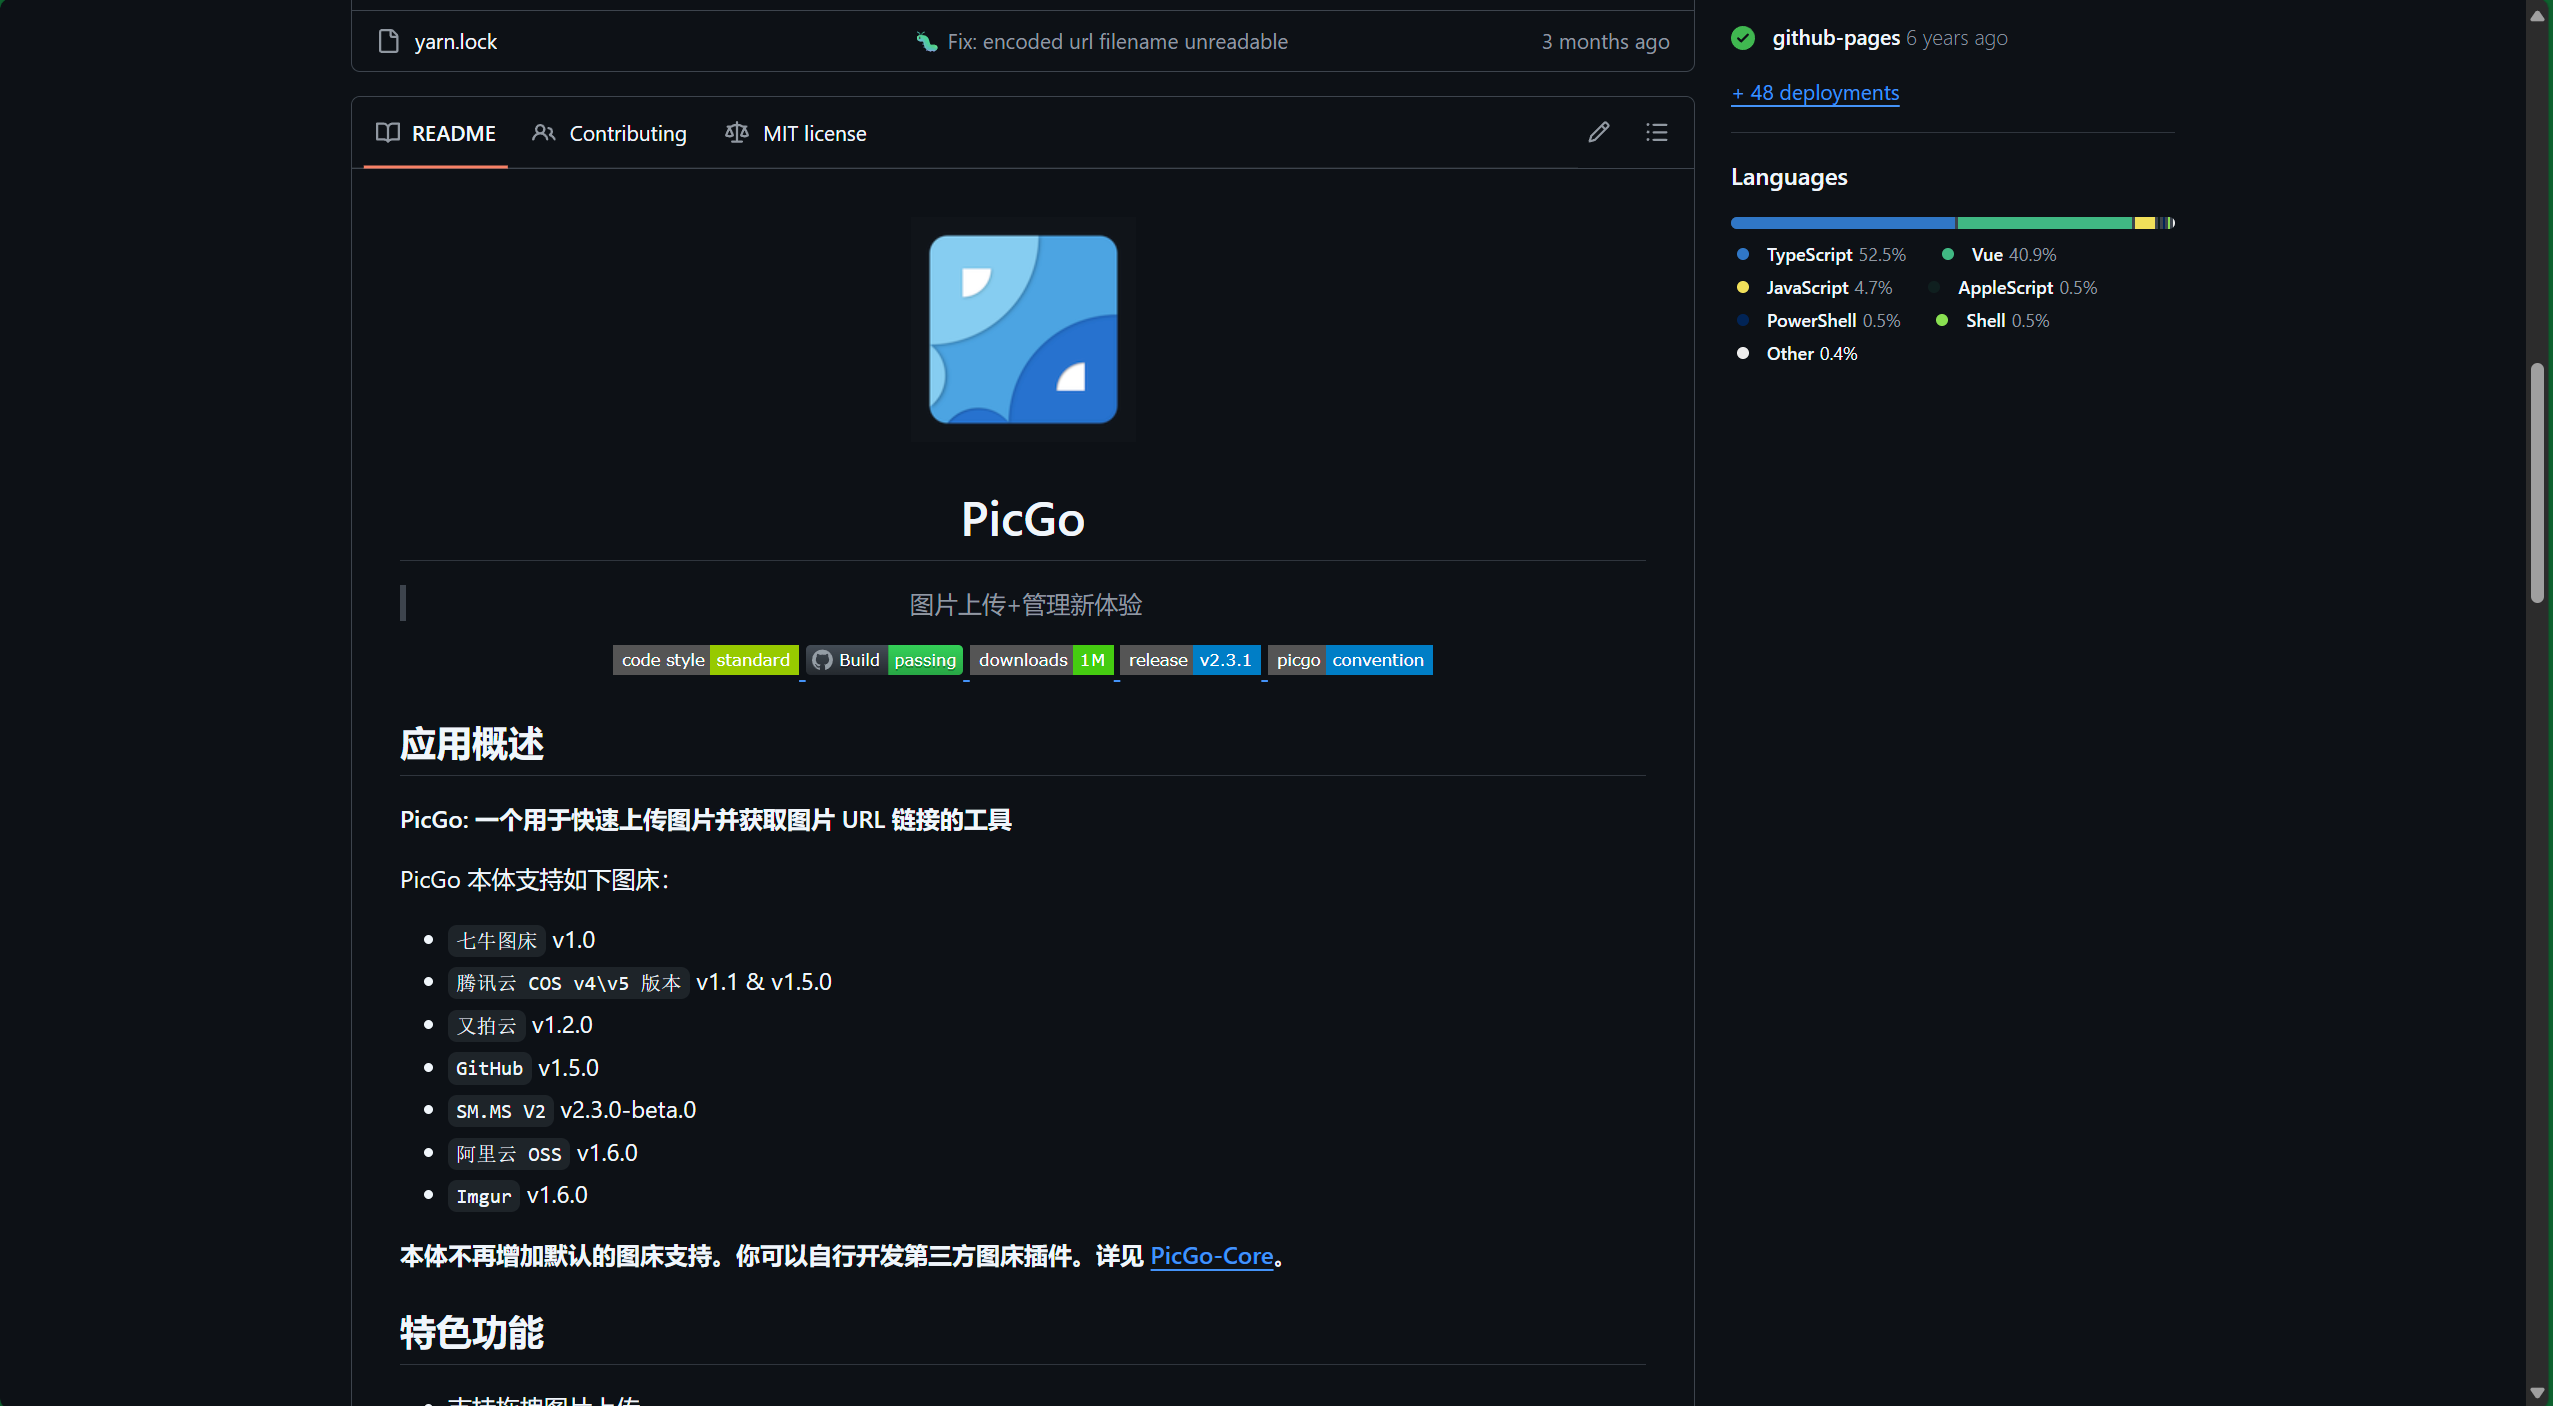 yarn.lock
Fix: encoded url filename unreadable
3 months ago
README
Contributing
MIT license
PicGo
图片上传+管理新体验
code style standard
Build passing
downloads 1M
release v2.3.1
picgo convention
应用概述
PicGo: 一个用于快速上传图片并获取图片 URL 链接的工具
PicGo 本体支持如下图床：
七牛图床 v1.0
腾讯云 COS v4\v5 版本 v1.1 & v1.5.0
又拍云 v1.2.0
GitHub v1.5.0
SM.MS V2 v2.3.0-beta.0
阿里云 OSS v1.6.0
Imgur v1.6.0
本体不再增加默认的图床支持。你可以自行开发第三方图床插件。详见 PicGo-Core。
特色功能
支持拖拽图片上传
github-pages 6 years ago
+ 48 deployments
Languages
TypeScript 52.5%
Vue 40.9%
JavaScript 4.7%
AppleScript 0.5%
PowerShell 0.5%
Shell 0.5%
Other 0.4%